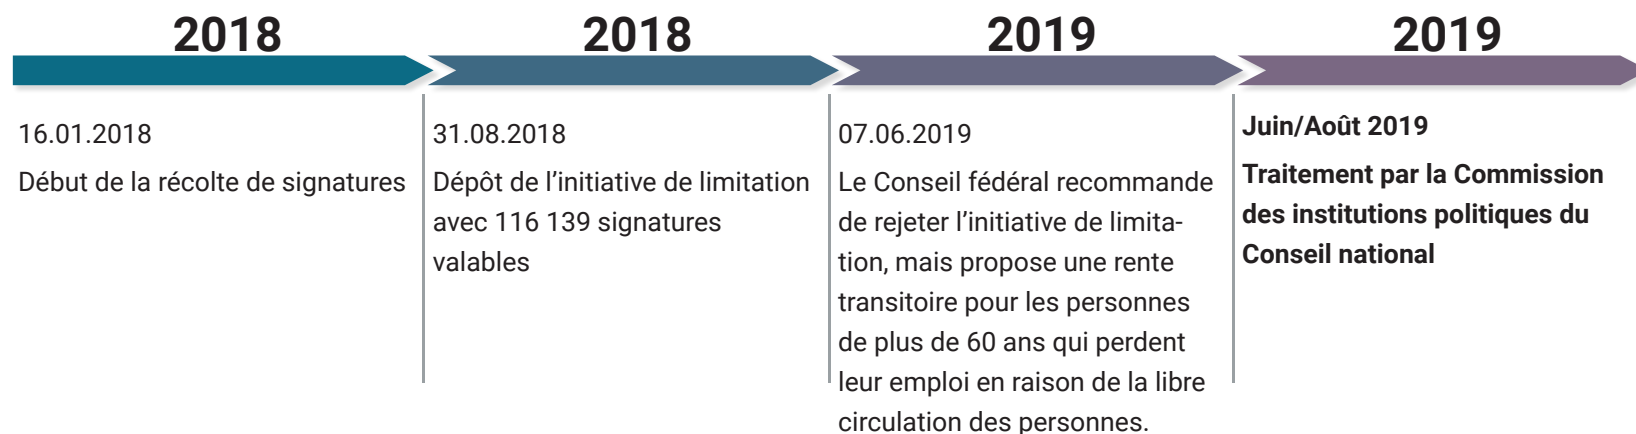 2018
16.01.2018
Début de la récolte de signatures
2018
31.08.2018
Dépôt de l’initiative de limitation
avec 116 139 signatures
valables
2019
07.06.2019
Le Conseil fédéral recommande
de rejeter l’initiative de limita-
tion, mais propose une rente
transitoire pour les personnes
de plus de 60 ans qui perdent
leur emploi en raison de la libre
circulation des personnes.
2019
Juin/Août 2019
Traitement par la Commission
des institutions politiques du
Conseil national